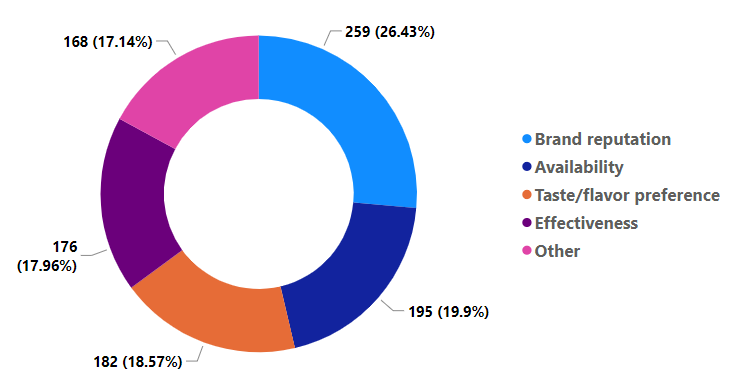 168 (17.14%)
259 (26.43%)
176
(17.96%)
195 (19.9%)
182 (18.57%)
Brand reputation
Availability
Taste/flavor preference
Effectiveness
Other